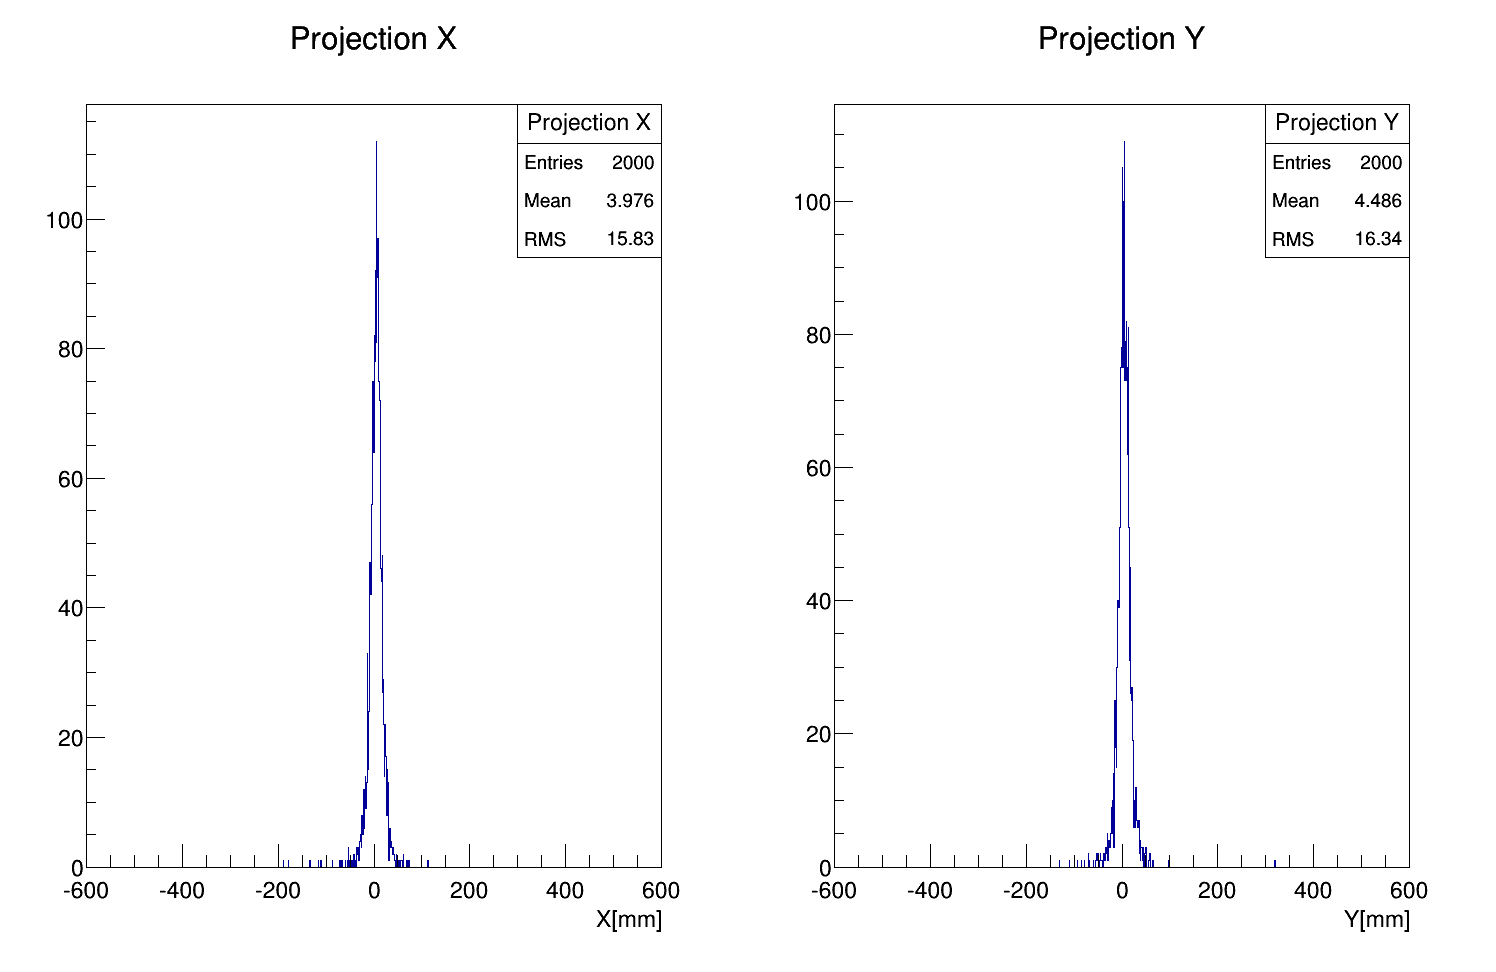 Projection X
Projection X
Entries 2000
Mean 3.976
RMS 15.83
100
80
60
40
20
0
-600 -400 -200 0 200 400 600
X[mm]
Projection Y
Projection Y
Entries 2000
Mean 4.486
RMS 16.34
100
80
60
40
20
0
-600 -400 -200 0 200 400 600
Y[mm]